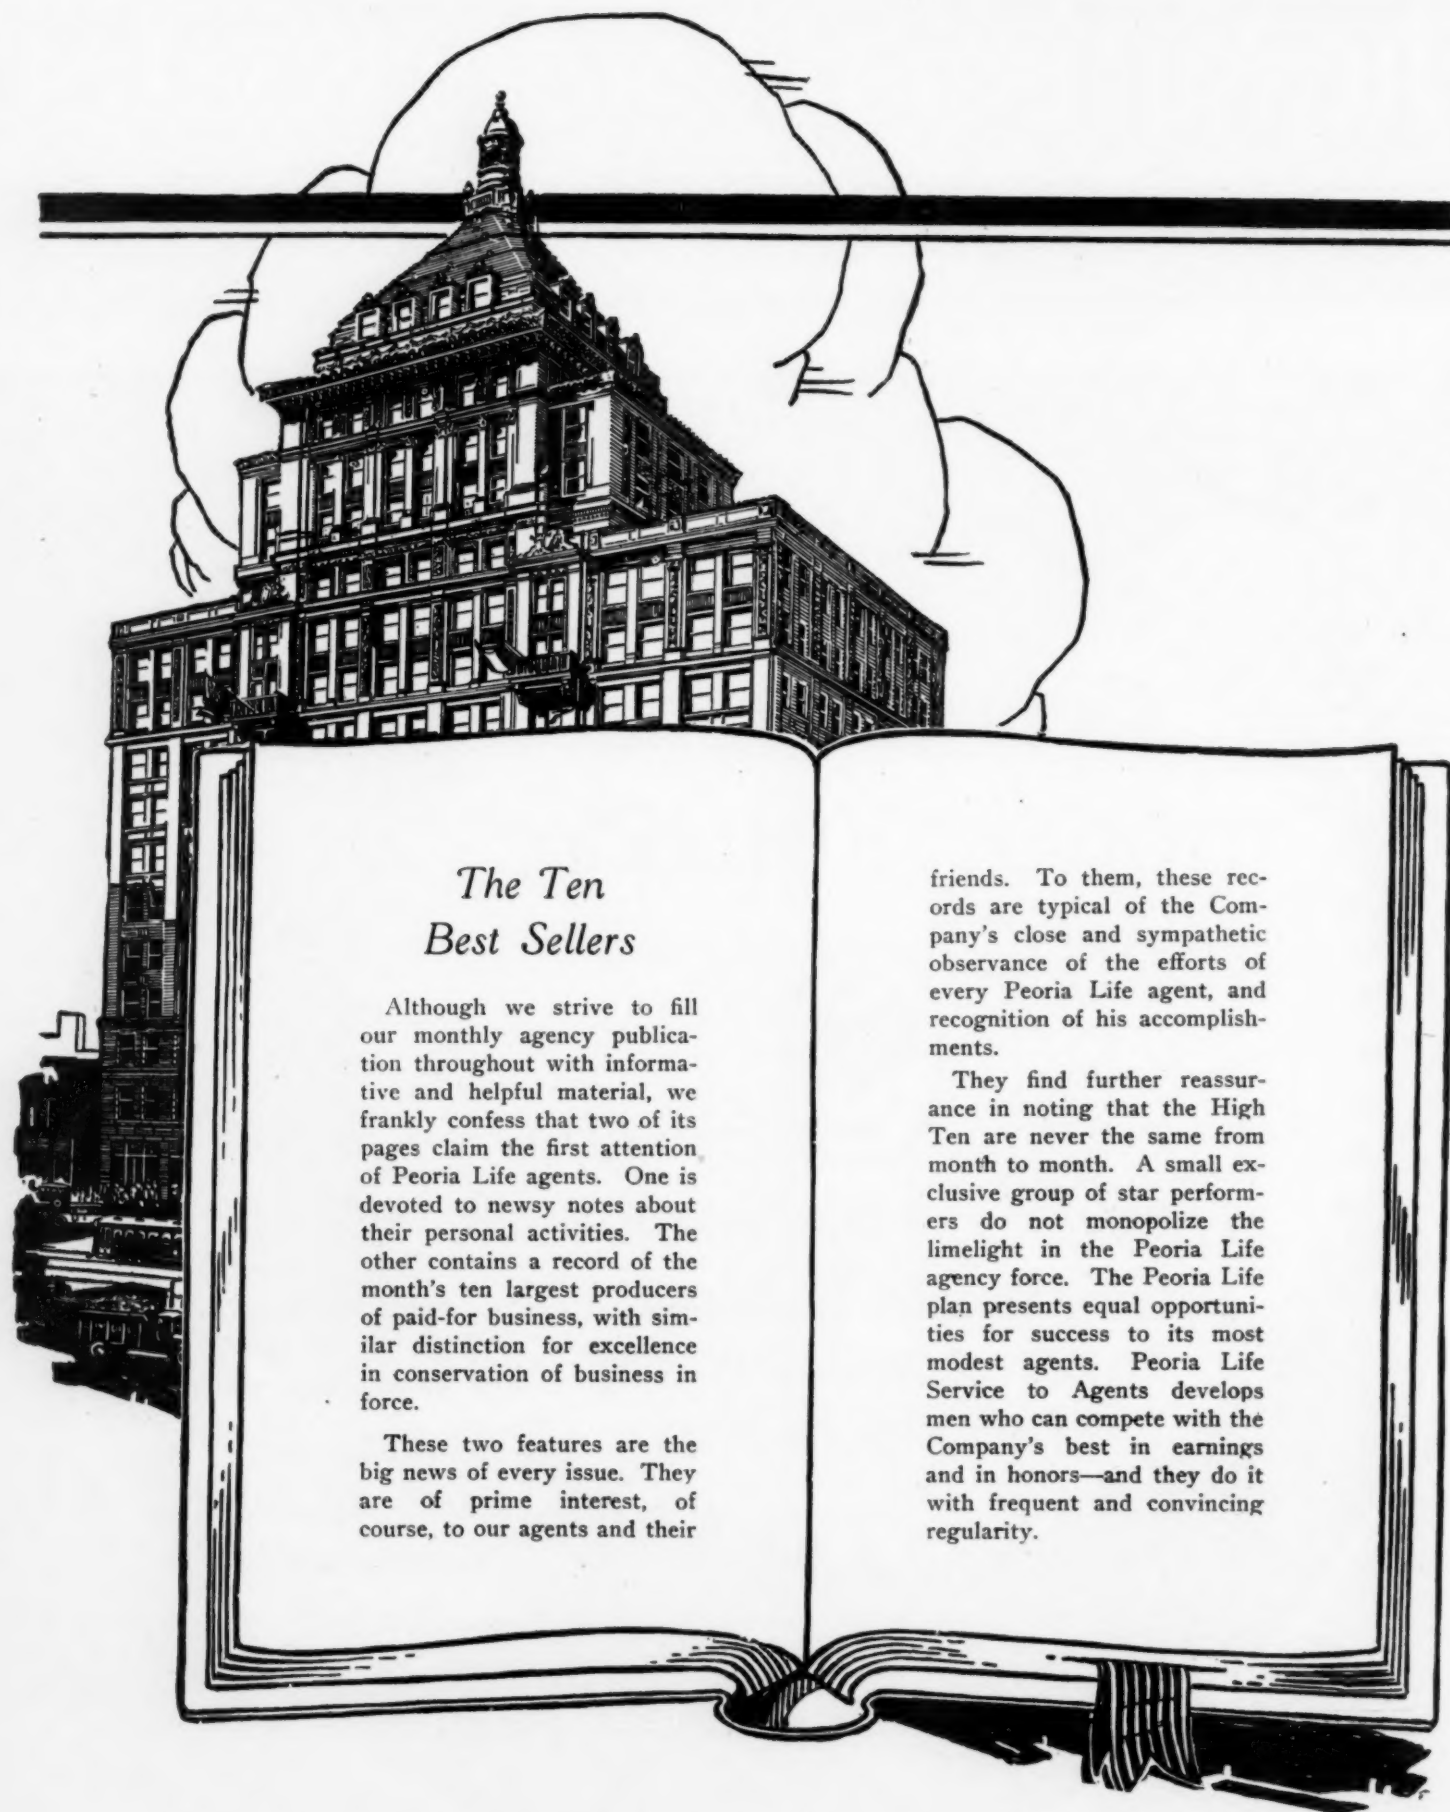 The Ten
Best Sellers
Although we strive to fill
our monthly agency publica-
tion throughout with informa-
tive and helpful material, we
frankly confess that two of its
pages claim the first attention
of Peoria Life agents. One is
devoted to newsy notes about
their personal activities. The
other contains a record of the
month's ten largest producers
of paid-for business, with sim-
ilar distinction for excellence
in conservation of business in
force.
These two features are the
big news of every issue. They
are of prime interest, of
course, to our agents and their
friends. To them, these rec-
ords are typical of the Com-
pany's close and sympathetic
observance of the efforts of
every Peoria Life agent, and
recognition of his accomplish-
ments.
They find further reassur-
ance in noting that the High
Ten are never the same from
month to month. A small ex-
clusive group of star perform-
ers do not monopolize the
limelight in the Peoria Life
agency force. The Peoria Life
plan presents equal opportuni-
ties for success to its most
modest agents. Peoria Life
Service to Agents develops
men who can compete with the
Company's best in earnings
and in honors—and they do it
with frequent and convincing
regularity.